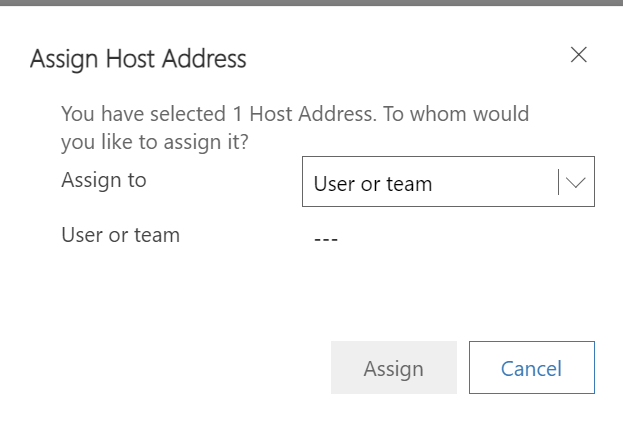 Assign Host Address
You have selected 1 Host Address. To whom would
you like to assign it?
Assign to
User or team
User or team
---
Assign
Cancel